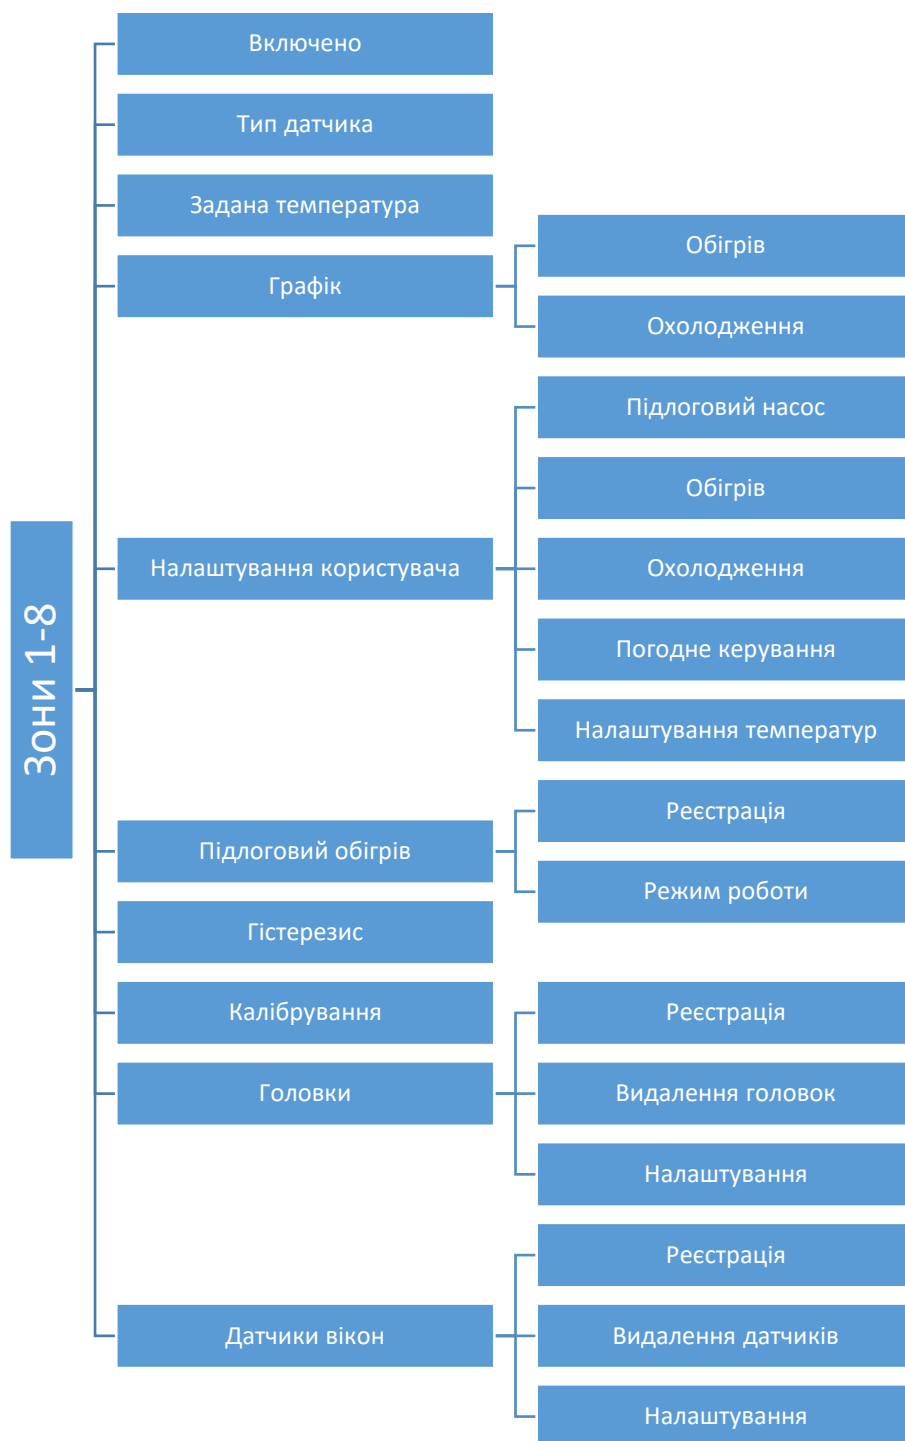 Зони 1-8
Включено
Тип датчика
Задана температура
Графік
Обігрів
Охолодження
Налаштування користувача
Підлоговий насос
Обігрів
Охолодження
Погодне керування
Налаштування температур
Підлоговий обігрів
Реєстрація
Режим роботи
Гістерезис
Калібрування
Головки
Реєстрація
Видалення головок
Налаштування
Датчики вікон
Реєстрація
Видалення датчиків
Налаштування